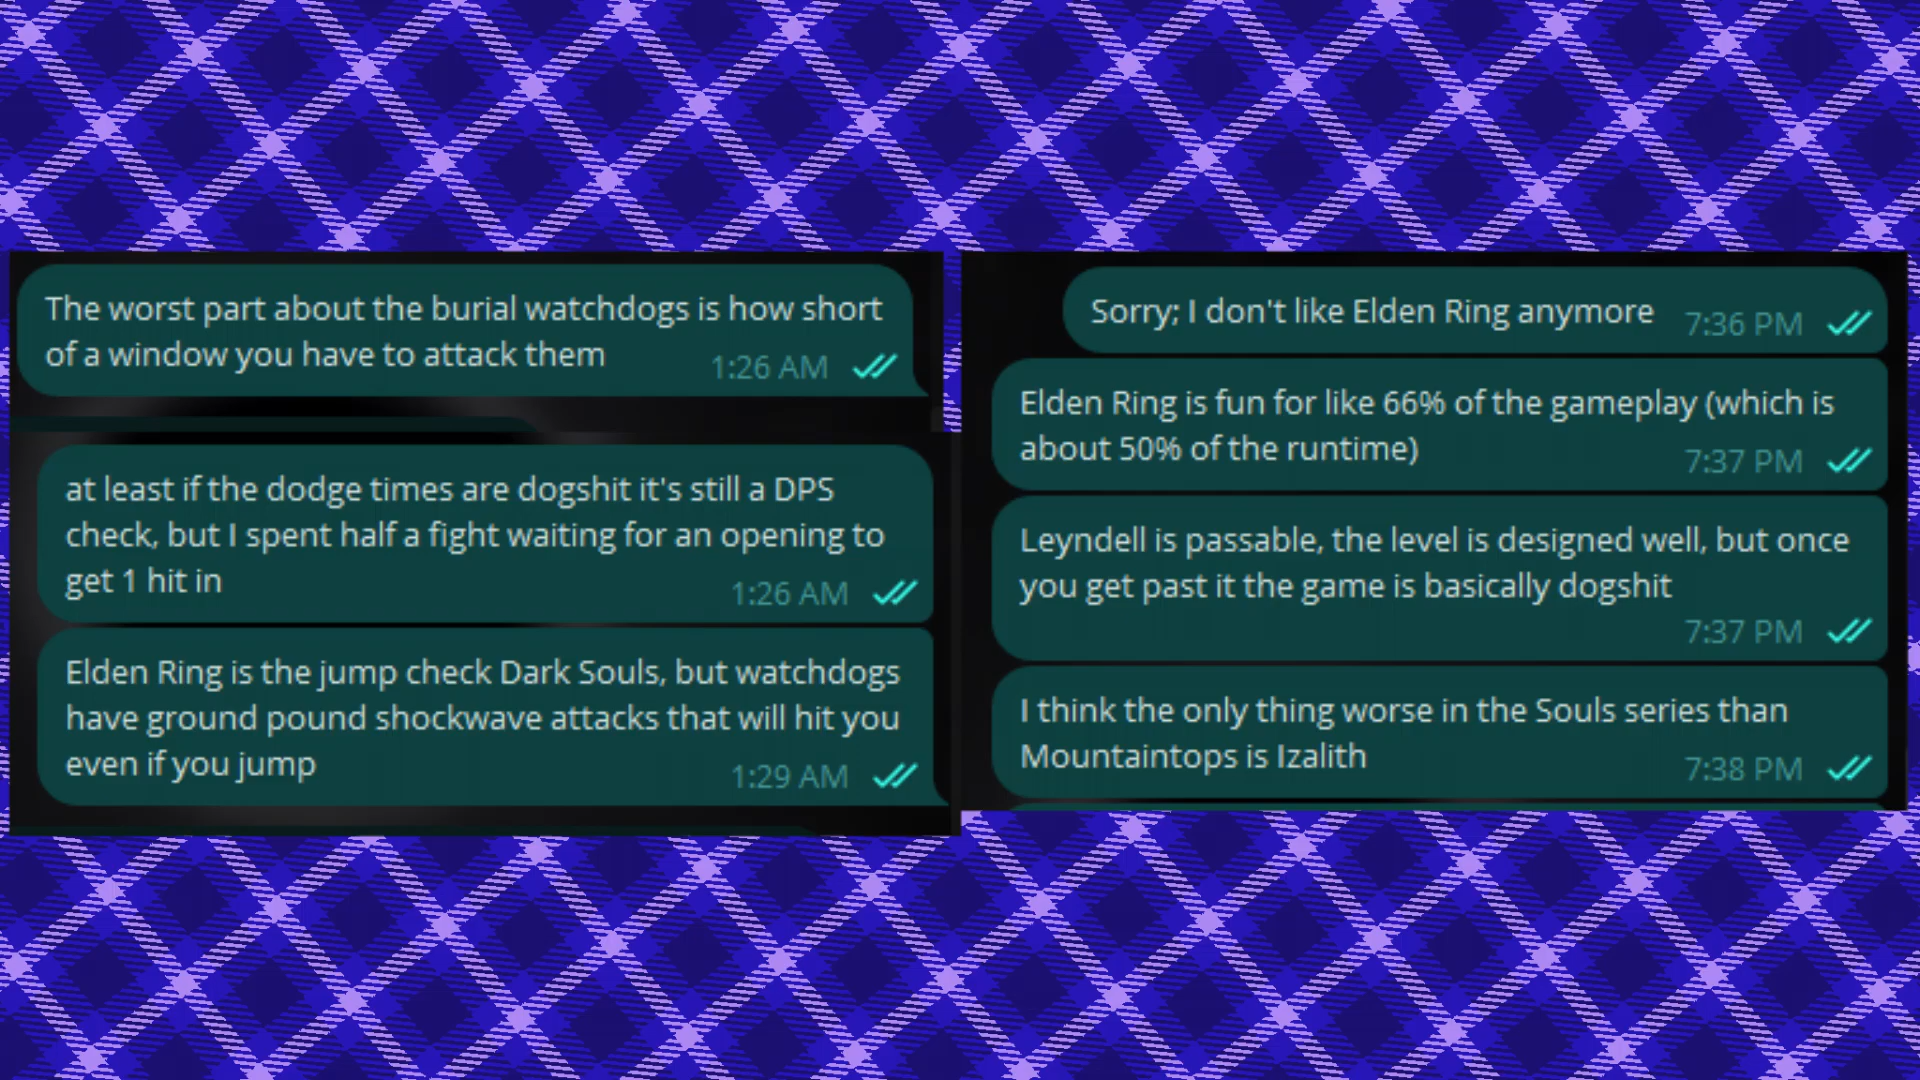 The worst part about the burial watchdogs is how short
of a window you have to attack them
1:26 AM
at least if the dodge times are dogshit it's still a DPS
check, but I spent half a fight waiting for an opening to
get 1 hit in
1:26 AM
Elden Ring is the jump check Dark Souls, but watchdogs
have ground pound shockwave attacks that will hit you
even if you jump
1:29 AM
Sorry; I don't like Elden Ring anymore
7:36 PM
Elden Ring is fun for like 66% of the gameplay (which is
about 50% of the runtime)
7:37 PM
Leyndell is passable, the level is designed well, but once
you get past it the game is basically dogshit
7:37 PM
I think the only thing worse in the Souls series than
Mountaintops is Izalith
7:38 PM